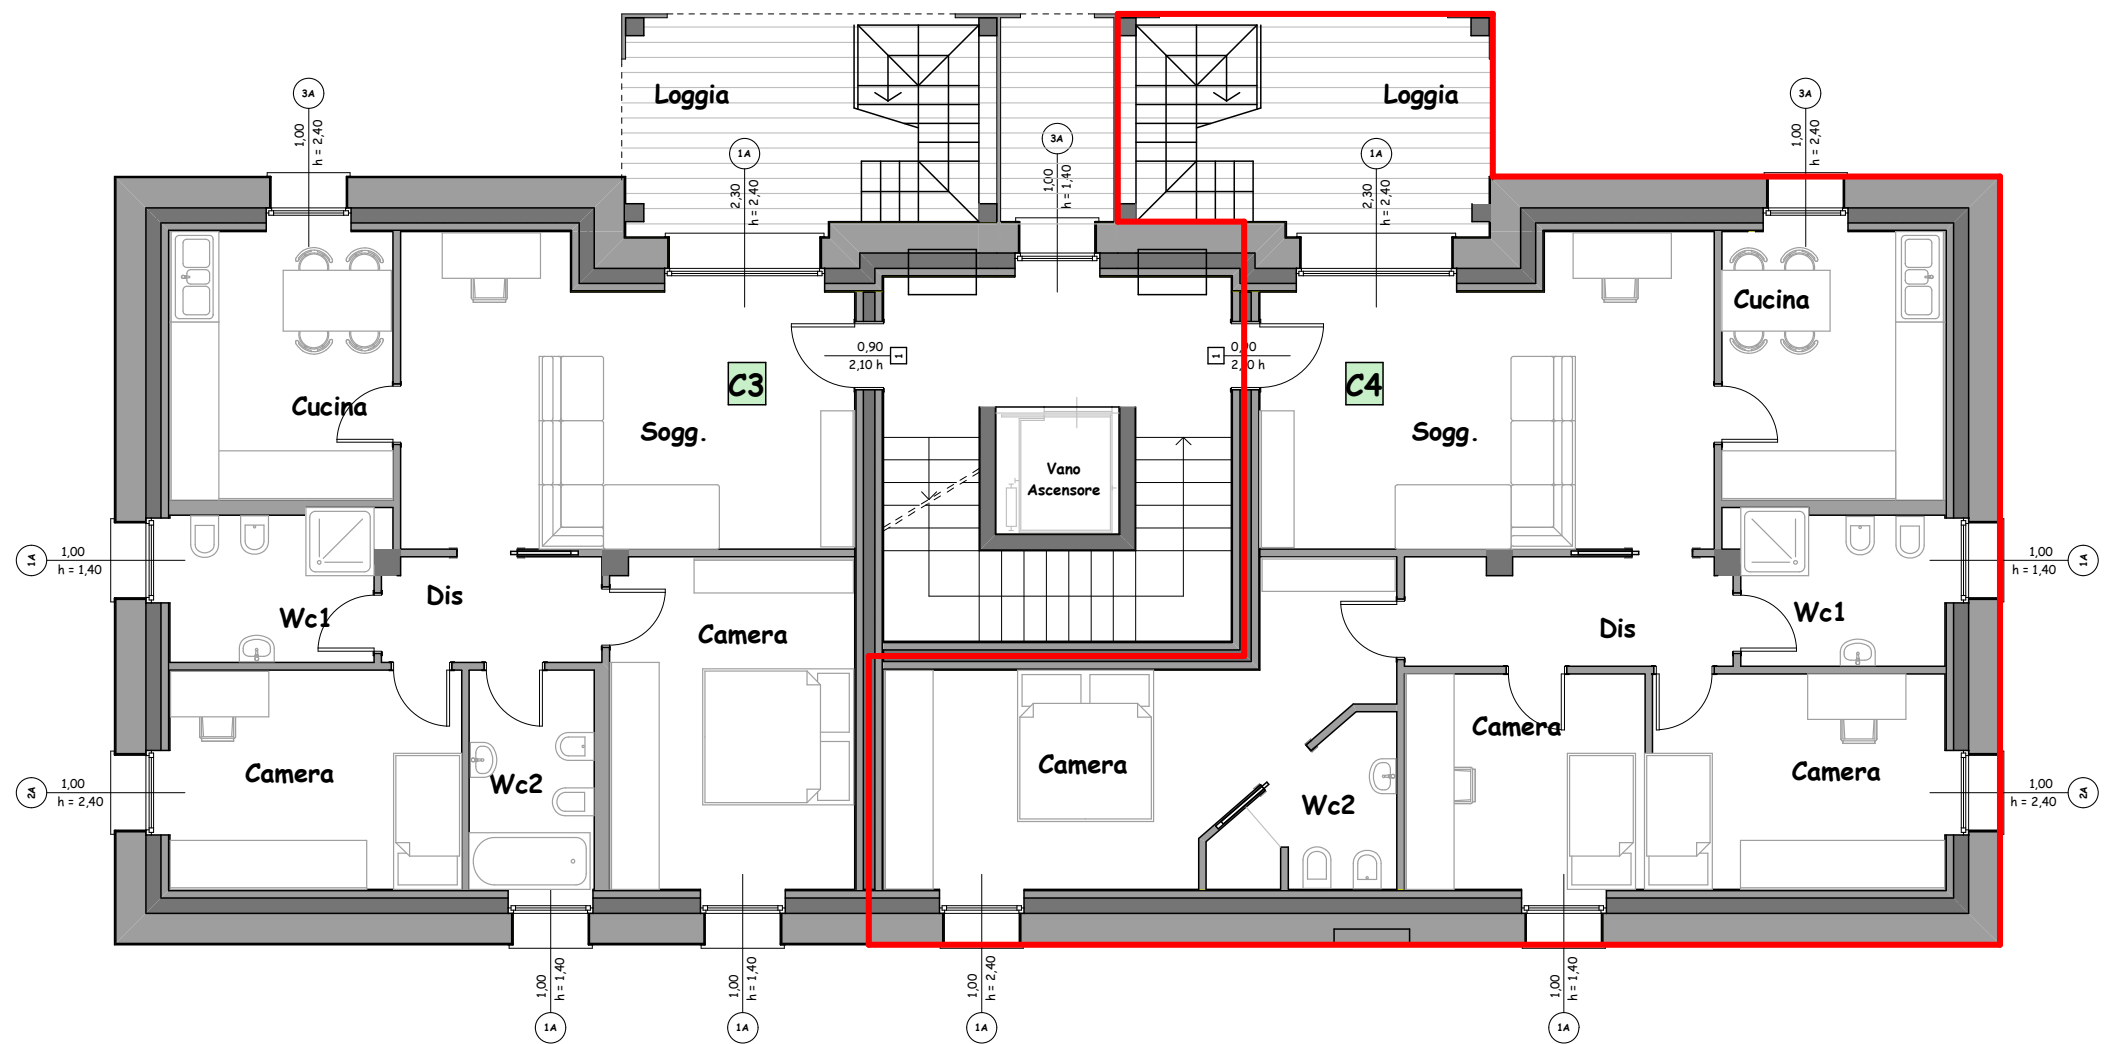 Loggia
Loggia
3A
1,00
h = 2,40
3A
1,00
h = 2,40
3A
1,00
h = 1,40
1A
2,30
h = 2,40
1A
2,30
h = 2,40
Cucina
Cucina
0,90
2,10 h
1
1
0,90
2,10 h
C3
C4
Sogg.
Sogg.
Vano
Ascensore
1A
1,00
h = 1,40
1,00
h = 1,40
1A
Wc1
Dis
Camera
Dis
Wc1
2A
1,00
h = 2,40
Camera
Wc2
Camera
Wc2
Camera
Camera
1,00
h = 2,40
2A
1,00
h = 1,40
1A
1,00
h = 1,40
1A
1,00
h = 2,40
1A
1,00
h = 1,40
1A